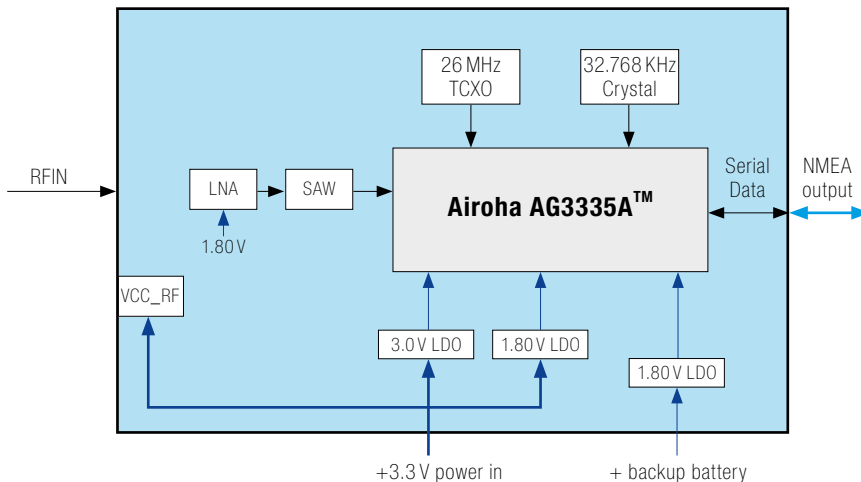 26 MHz
TCXO
32.768 KHz
Crystal
RFIN
LNA
SAW
Airoha AG3335A™
Serial
Data
NMEA
output
1.80 V
VCC_RF
3.0 V LDO
1.80 V LDO
1.80 V LDO
+3.3 V power in
+ backup battery